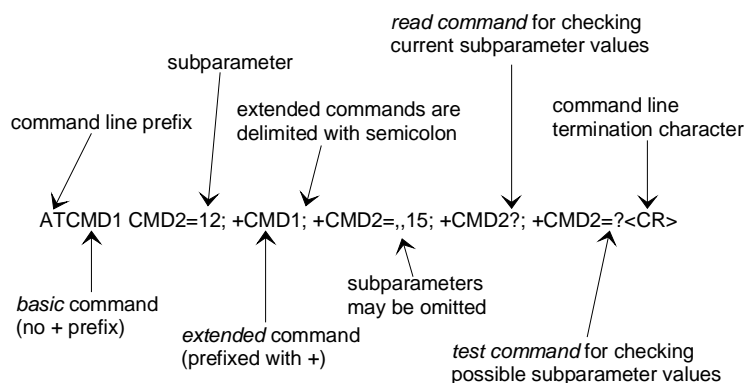 read command for checking
current subparameter values
subparameter
extended commands are
delimited with semicolon
command line
termination character
command line prefix
ATCMD1 CMD2=12; +CMD1; +CMD2=,,15; +CMD2?; +CMD2=?<CR>
basic command
(no + prefix)
extended command
(prefixed with +)
subparameters
may be omitted
test command for checking
possible subparameter values